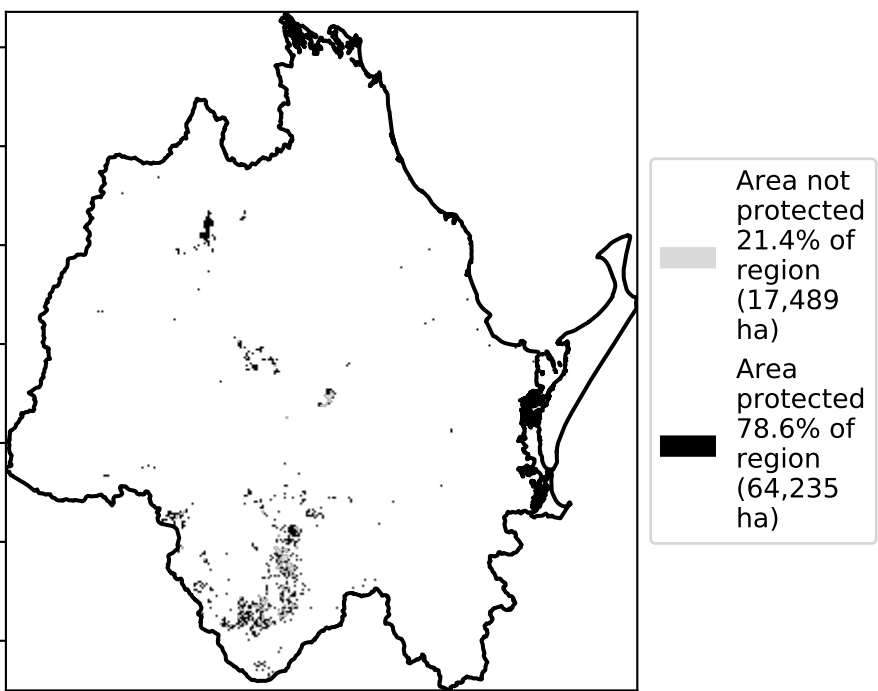 Area not
protected
21.4% of
region
(17,489
ha)
Area
protected
78.6% of
region
(64,235
ha)